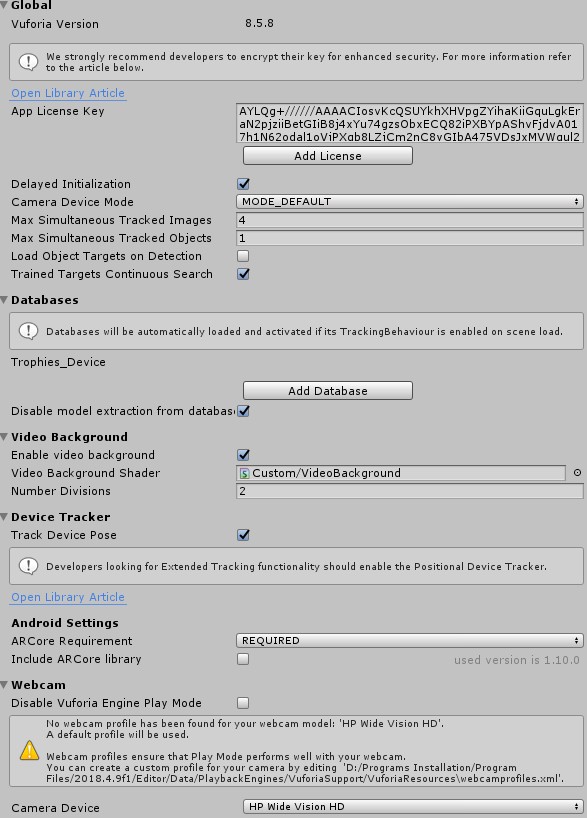 Global
Vuforia Version 8.5.8
We strongly recommend developers to encrypt their key for enhanced security. For more information refer
to the article below.
Open Library Article
App License Key AYLQg+//////AAAACIosvKcQSUYkhXHVpgZYihaKiiGquLgkEr
aN2pjziiBetGIiB8j4xYu74gzsObxECQ82iPXBYpAShvFjdvA01
7h1N62odal1oViPXqb8LZjCm2nC8vGIbA475VDsJxMVWqul2
Add License
Delayed Initialization
Camera Device Mode MODE_DEFAULT
Max Simultaneous Tracked Images 4
Max Simultaneous Tracked Objects 1
Load Object Targets on Detection
Trained Targets Continuous Search
Databases
Databases will be automatically loaded and activated if its TrackingBehaviour is enabled on scene load.
Trophies_Device
Add Database
Disable model extraction from databas
Video Background
Enable video background
Video Background Shader Custom/VideoBackground
Number Divisions 2
Device Tracker
Track Device Pose
Developers looking for Extended Tracking functionality should enable the Positional Device Tracker.
Open Library Article
Android Settings
ARCore Requirement REQUIRED
Include ARCore library used version is 1.10.0
Webcam
Disable Vuforia Engine Play Mode
No webcam profile has been found for your webcam model: 'HP Wide Vision HD'.
A default profile will be used.
Webcam profiles ensure that Play Mode performs well with your webcam.
You can create a custom profile for your camera by editing 'D:/Programs Installation/Program
Files/2018.4.9f1/Editor/Data/PlaybackEngines/VuforiaSupport/VuforiaResources\webcamprofiles.xml'.
Camera Device HP Wide Vision HD